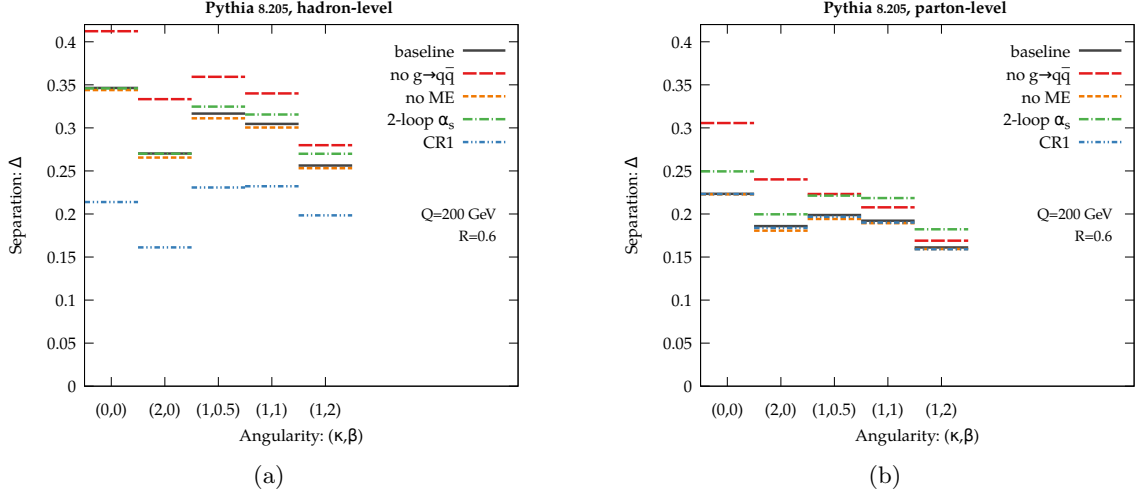 Pythia 8.205, hadron-level
Separation: Δ
0.4
0.35
0.3
0.25
0.2
0.15
0.1
0.05
0
baseline
no g→qq̅
no ME
2-loop αs
CR1
Q=200 GeV
R=0.6
(0,0)
(2,0)
(1,0.5)
(1,1)
(1,2)
Angularity: (κ,β)
(a)
Pythia 8.205, parton-level
Separation: Δ
0.4
0.35
0.3
0.25
0.2
0.15
0.1
0.05
0
baseline
no g→qq̅
no ME
2-loop αs
CR1
Q=200 GeV
R=0.6
(0,0)
(2,0)
(1,0.5)
(1,1)
(1,2)
Angularity: (κ,β)
(b)